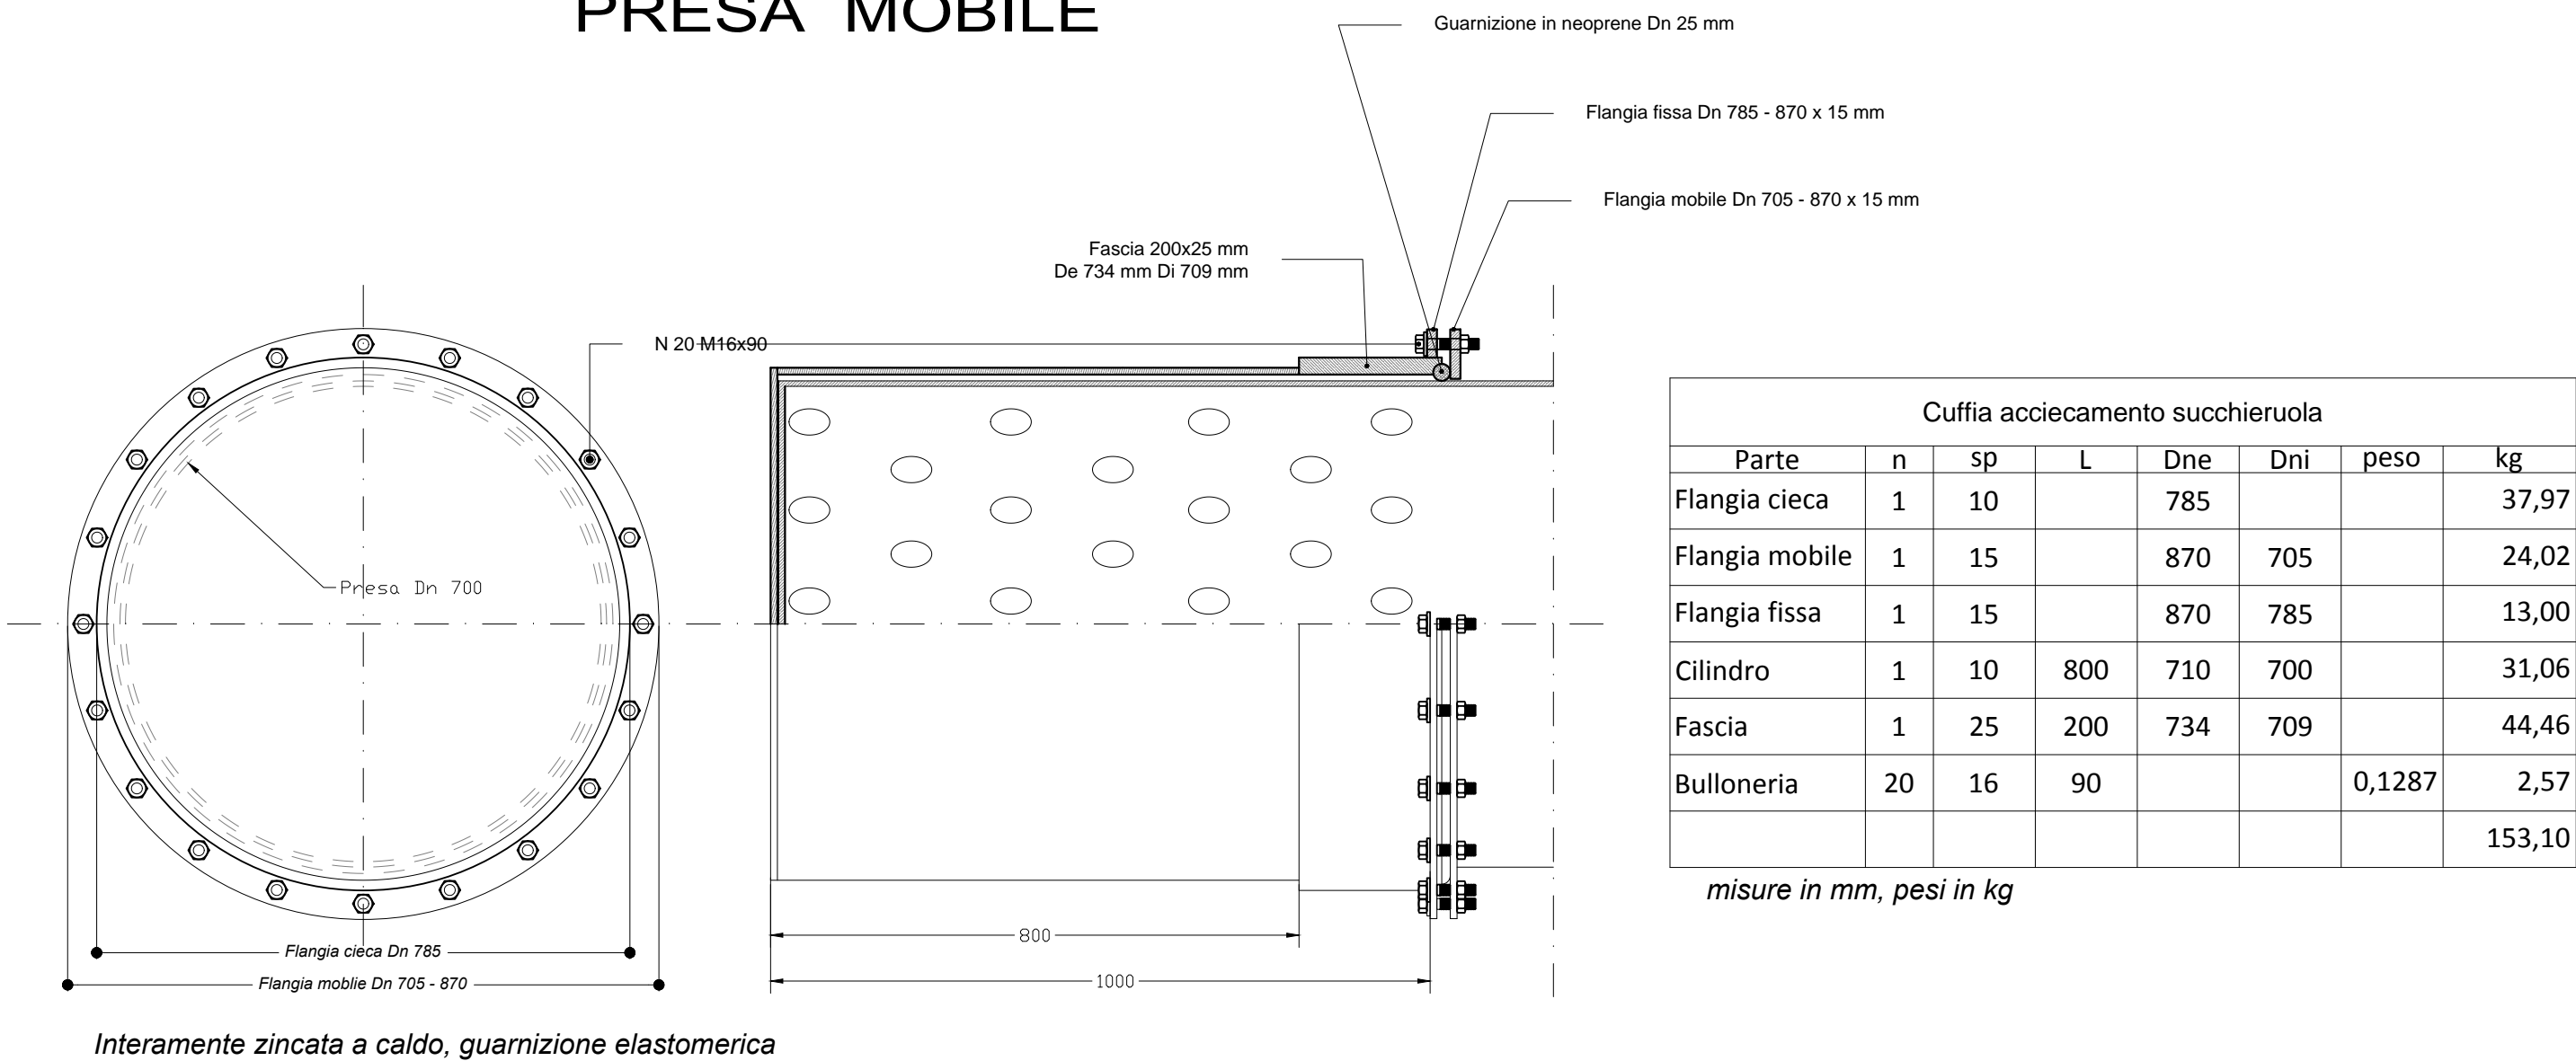 PRESA MOBILE
Guarnizione in neoprene Dn 25 mm
Flangia fissa Dn 785 - 870 x 15 mm
Flangia mobile Dn 705 - 870 x 15 mm
Fascia 200x25 mm
De 734 mm Di 709 mm
N 20 M16x90
Presa Dn 700
Flangia cieca Dn 785
Flangia moblie Dn 705 - 870
800
1000
Interamente zincata a caldo, guarnizione elastomerica
Cuffia acciecamento succhieruola
Parte n sp L Dne Dni peso kg
Flangia cieca 1 10 785 37,97
Flangia mobile 1 15 870 705 24,02
Flangia fissa 1 15 870 785 13,00
Cilindro 1 10 800 710 700 31,06
Fascia 1 25 200 734 709 44,46
Bulloneria 20 16 90 0,1287 2,57
153,10
misure in mm, pesi in kg